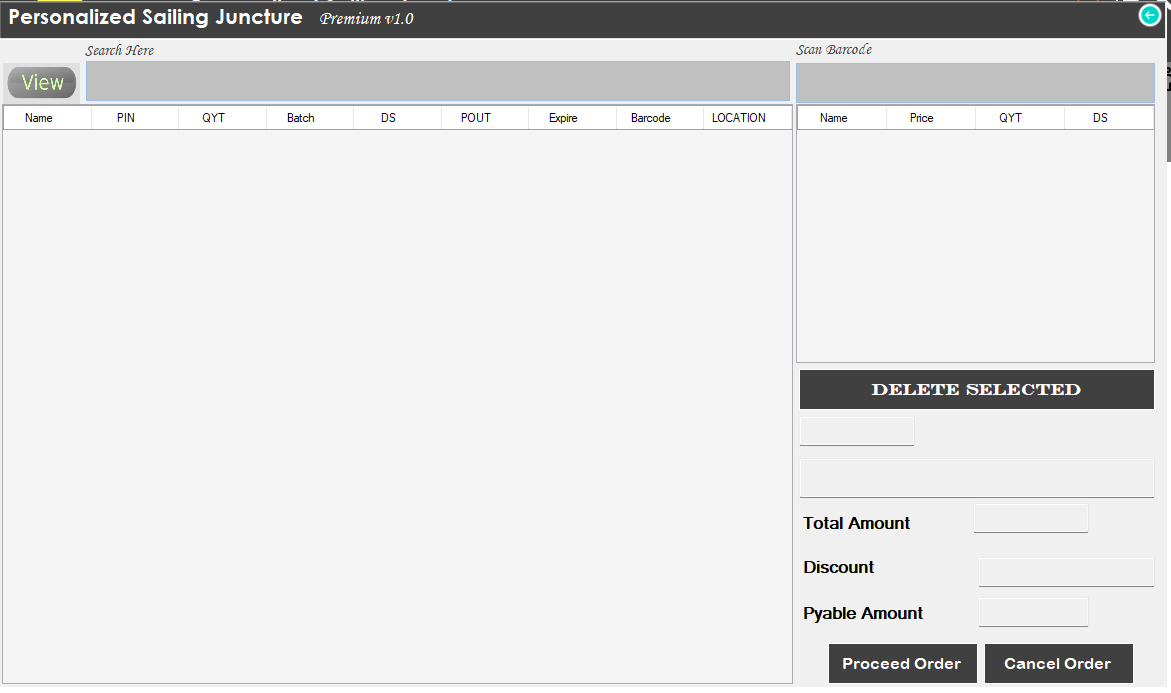 Personalized Sailing Juncture Premium v1.0
Search Here
Scan Barcode
View
Name PIN QYT Batch DS POUT Expire Barcode LOCATION
Name Price QYT DS
DELETE SELECTED
Total Amount
Discount
Pyable Amount
Proceed Order Cancel Order